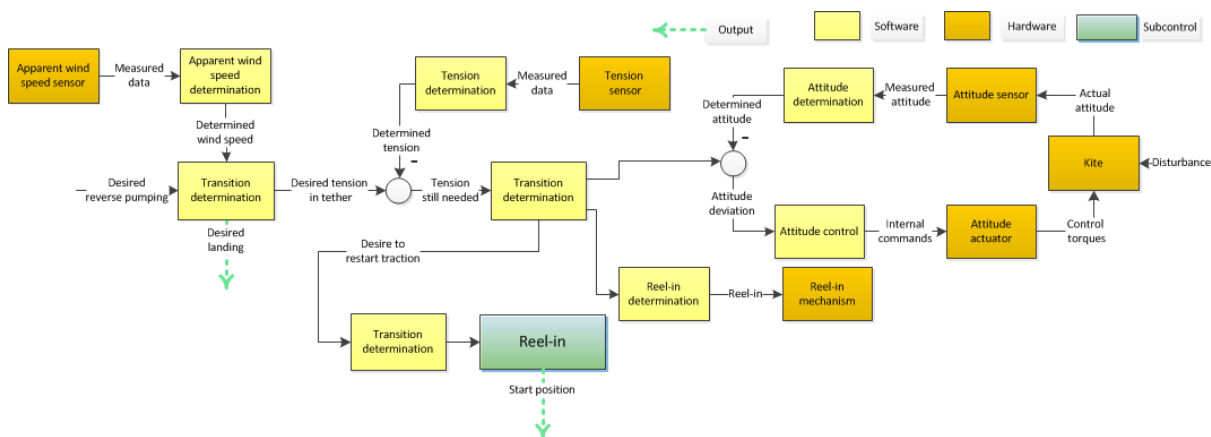 Output
Software
Hardware
Subcontrol
Apparent wind
speed sensor
Measured
data
Apparent wind
speed
determination
Tension
determination
Measured
data
Tension
sensor
Attitude
determination
Measured
attitude
Attitude sensor
Actual
attitude
Determined
wind speed
Determined
tension
-
Determined
attitude
-
Kite
Disturbance
Desired
reverse pumping
Transition
determination
Desired tension
in tether
Tension
still needed
Transition
determination
Attitude
deviation
Attitude control
Internal
commands
Attitude
actuator
Control
torques
Desired
landing
Desire to
restart traction
Reel-in
determination
Reel-in
Reel-in
mechanism
Transition
determination
Reel-in
Start position